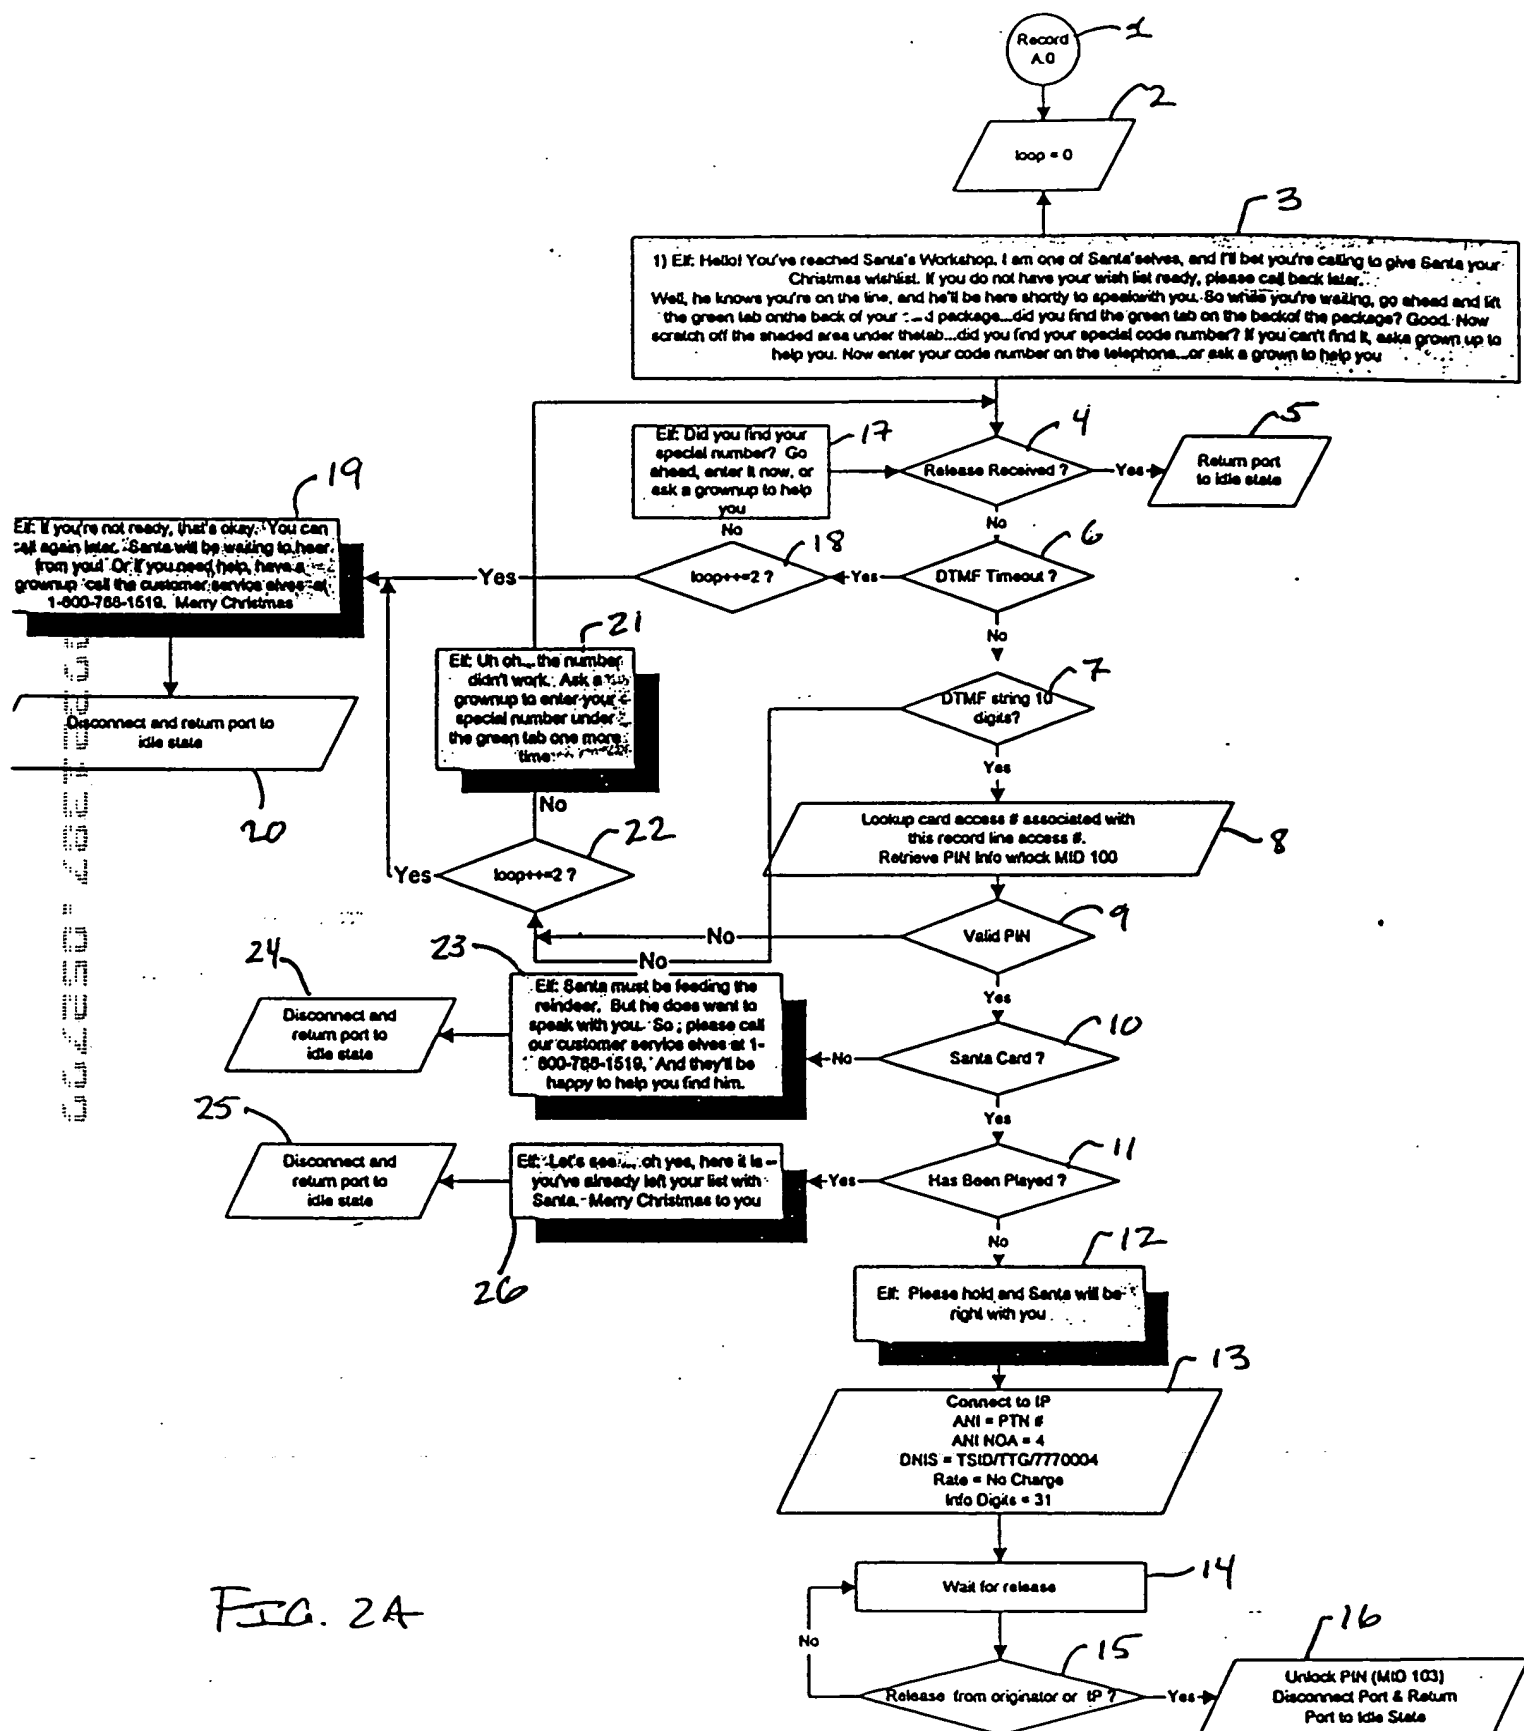 Record
A.0
1
2
loop = 0
3
1) Elf: Hello! You've reached Santa's Workshop. I am one of Santa'selves, and I'll bet you're calling to give Santa your
Christmas wishlist. If you do not have your wish list ready, please call back later.
Well, he knows you're on the line, and he'll be here shortly to speakwith you. So while you're waiting, go ahead and lift
the green tab onthe back of your package...did you find the green tab on the backof the package? Good. Now
scratch off the shaded area under thetab...did you find your special code number? If you can't find it, aska grown up to
help you. Now enter your code number on the telephone...or ask a grown to help you
4
Release Received ?
Yes
5
Return port
to idle state
17
Elf: Did you find your
special number? Go
ahead, enter it now, or
ask a grownup to help
you
No
No
6
DTMF Timeout ?
Yes
18
loop++=2 ?
Yes
19
Elf: If you're not ready, that's okay. You can
call again later. Santa will be waiting to hear
from you! Or if you need help, have a
grownup call the customer service elves at
1-800-788-1519. Merry Christmas
Disconnect and return port to
idle state
20
21
Elf: Uh oh... the number
didn't work. Ask a
grownup to enter your
special number under
the green tab one more
time
No
22
loop++=2 ?
Yes
No
7
DTMF string 10
digits?
Yes
8
Lookup card access # associated with
this record line access #.
Retrieve PIN Info w/lock MID 100
9
Valid PIN
No
No
Yes
10
Santa Card ?
No
23
Elf: Santa must be feeding the
reindeer. But he does want to
speak with you. So ; please call
our customer service elves at 1-
800-788-1519. And they'll be
happy to help you find him.
24
Disconnect and
return port to
idle state
Yes
11
Has Been Played ?
Yes
26
Elf: Let's see.... oh yes, here it is --
you've already left your list with
Santa. Merry Christmas to you
25
Disconnect and
return port to
idle state
No
12
Elf: Please hold and Santa will be
right with you
13
Connect to IP
ANI = PTN #
ANI NOA = 4
DNIS = TSID/TTG/7770004
Rate = No Charge
Info Digits = 31
14
Wait for release
No
15
Release from originator or IP ?
Yes
16
Unlock PIN (MID 103)
Disconnect Port & Return
Port to Idle State
FIG. 2A